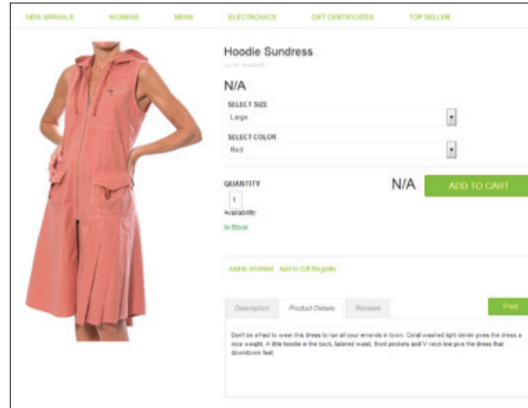 NEW ARRIVALS WOMENS MENS ELECTRONICS GIFT CERTIFICATES TOP SELLER
Hoodie Sundress
N/A
SELECT SIZE
Large
SELECT COLOR
Red
QUANTITY
N/A
ADD TO CART
1
Availability:
In Stock
Add to Wishlist Add to Gift Registry
Description Product Details Reviews Print
Don't be afraid to wear this dress to run all your errands in town. Coral washed light denim gives the dress a
nice weight. A little hoodie in the back, tailored waist, front pockets and V neck line give the dress that
downtown feel.